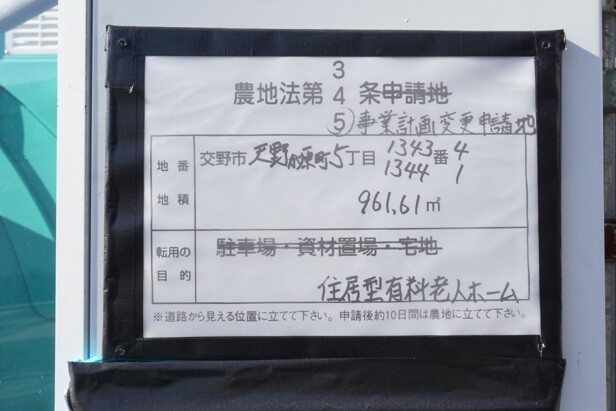 3
農地法第 4 条申請地
⑤事業計画変更申請地
地番 交野市天野が原町5丁目 1343番4
1344 1
地積 961.61㎡
転用の目的 駐車場・資材置場・宅地
住居型有料老人ホーム
※道路から見える位置に立てて下さい。申請後約10日間は農地に立てて下さい。